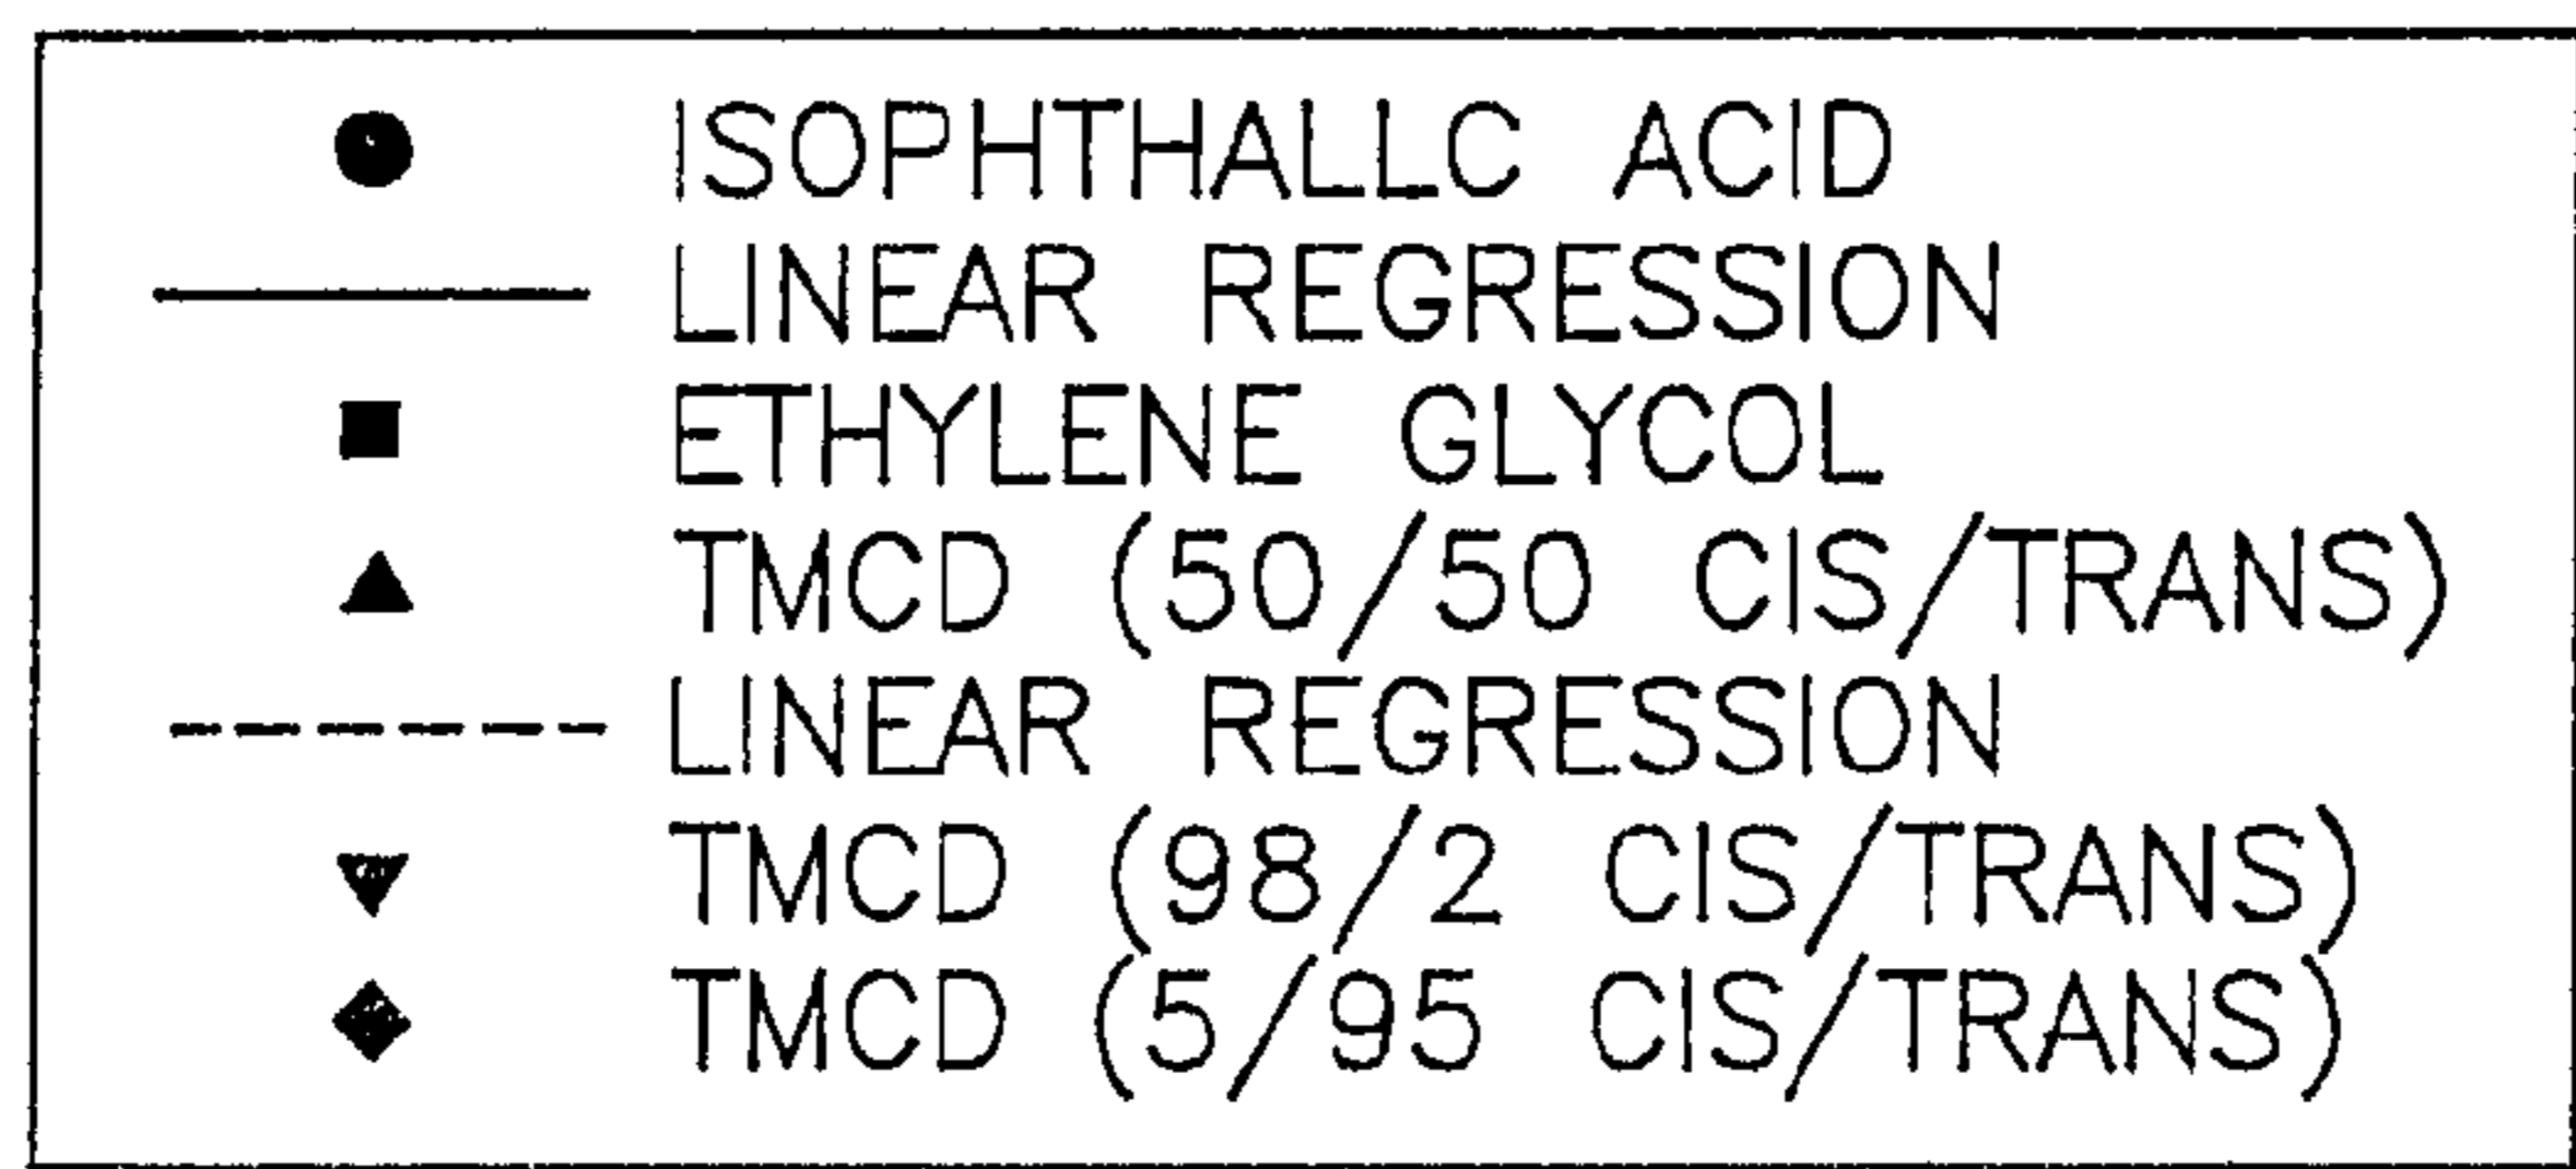 ISOPHTHALLC ACID
LINEAR REGRESSION
ETHYLENE GLYCOL
TMCD (50/50 CIS/TRANS)
LINEAR REGRESSION
TMCD (98/2 CIS/TRANS)
TMCD (5/95 CIS/TRANS)